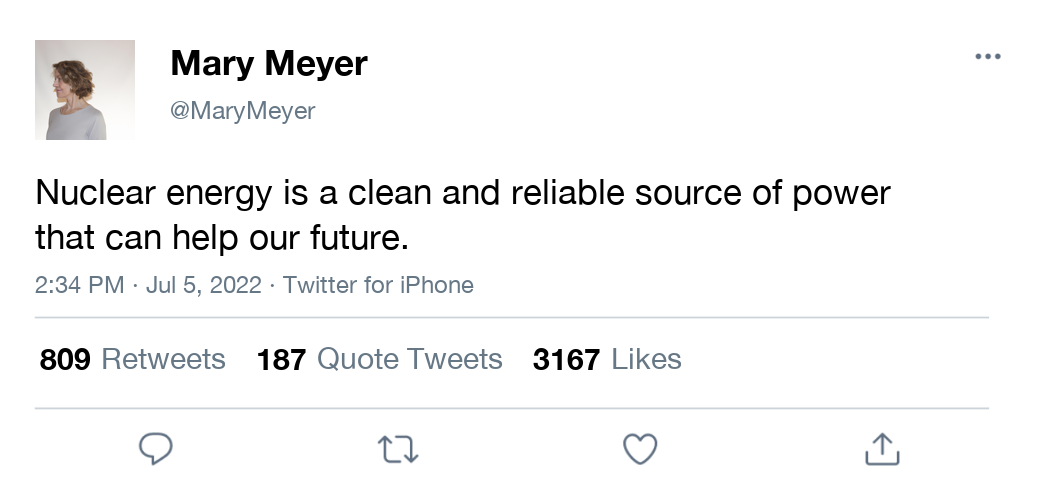 Mary Meyer
@MaryMeyer
Nuclear energy is a clean and reliable source of power
that can help our future.
2:34 PM · Jul 5, 2022 · Twitter for iPhone
809 Retweets 187 Quote Tweets 3167 Likes